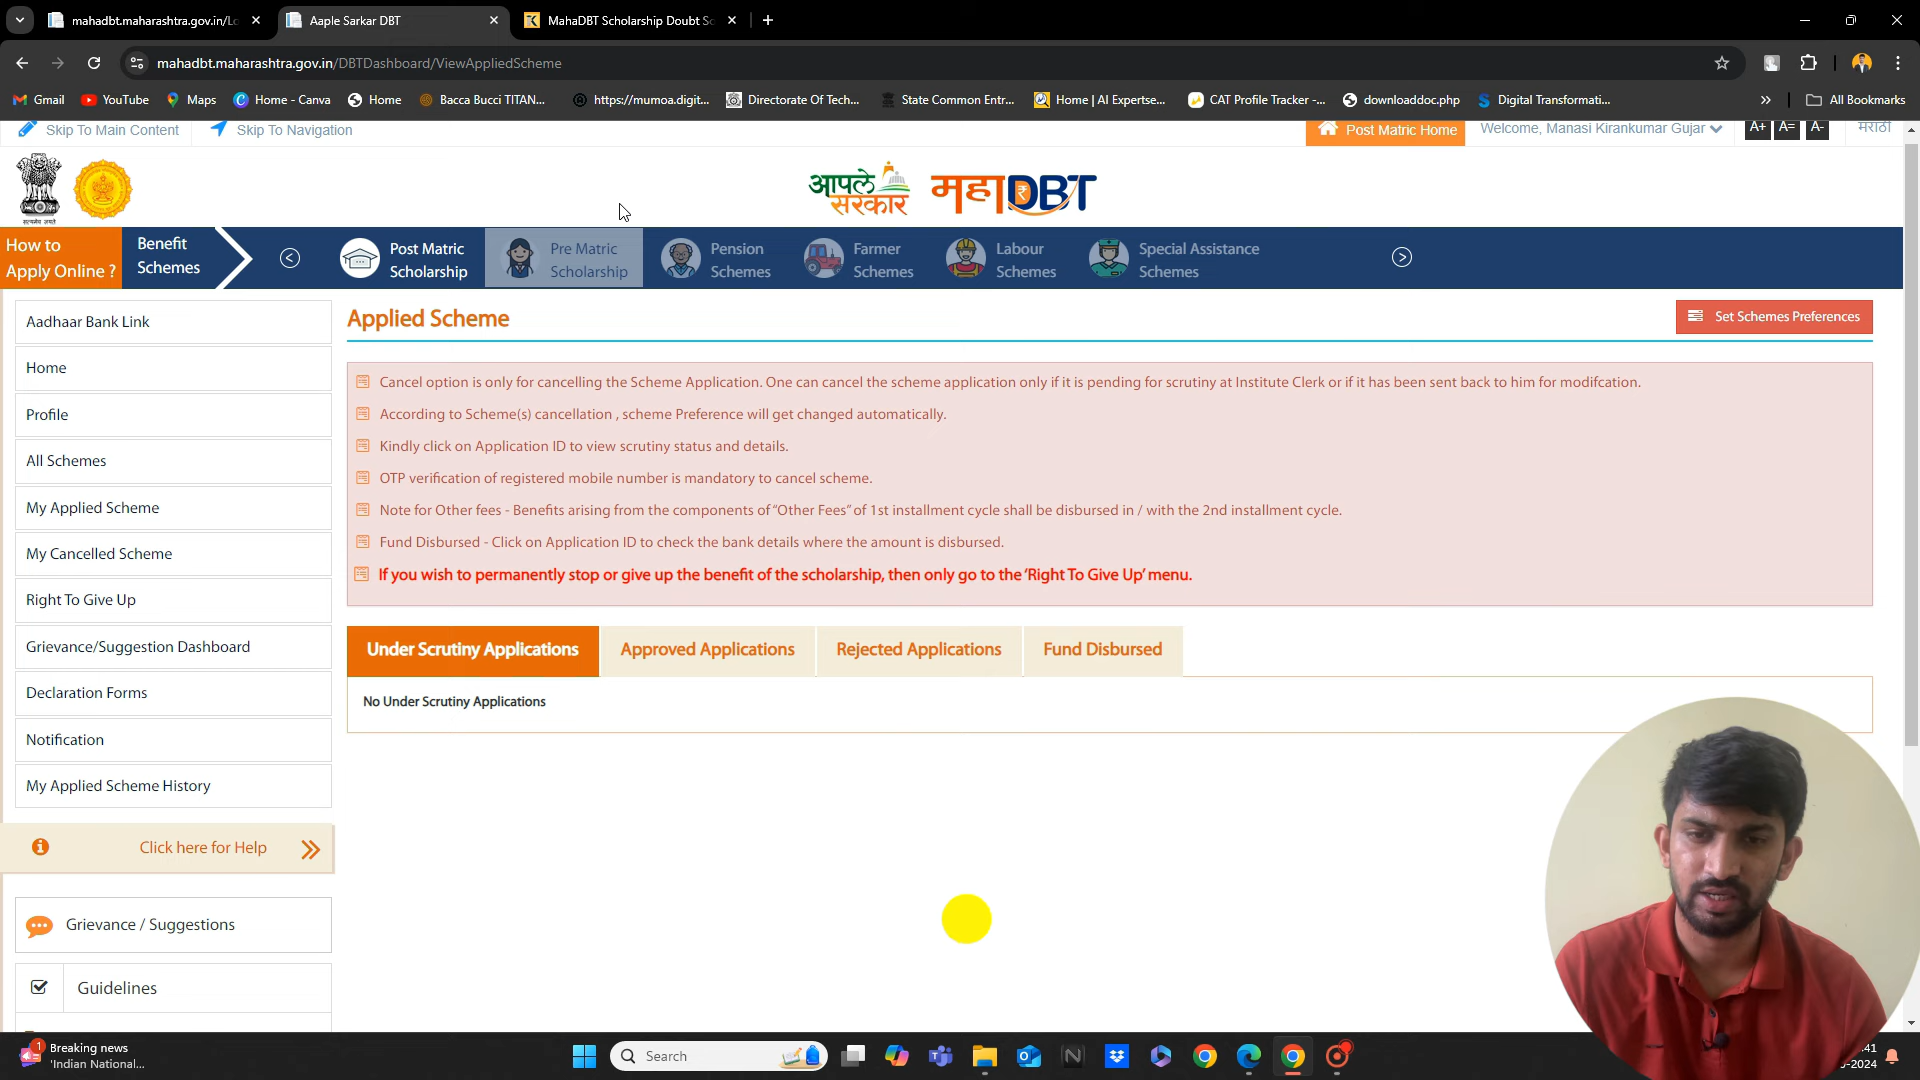 mahadbt.maharashtra.gov.in/Lo
Aaple Sarkar DBT
MahaDBT Scholarship Doubt So
mahadbt.maharashtra.gov.in/DBTDashboard/ViewAppliedScheme
Gmail
YouTube
Maps
Home - Canva
Home
Bacca Bucci TITAN...
https://mumoa.digit...
Directorate Of Tech...
State Common Entr...
Home | AI Expertse...
CAT Profile Tracker -...
downloaddoc.php
Digital Transformati...
All Bookmarks
Skip To Main Content
Skip To Navigation
Post Matric Home
Welcome, Manasi Kirankumar Gujar
A+ A= A-
मराठी
सत्यमेव जयते
आपले
सरकार
महाDBT
How to
Apply Online ?
Benefit
Schemes
Post Matric
Scholarship
Pre Matric
Scholarship
Pension
Schemes
Farmer
Schemes
Labour
Schemes
Special Assistance
Schemes
Aadhaar Bank Link
Home
Profile
All Schemes
My Applied Scheme
My Cancelled Scheme
Right To Give Up
Grievance/Suggestion Dashboard
Declaration Forms
Notification
My Applied Scheme History
Click here for Help
Grievance / Suggestions
Guidelines
Applied Scheme
Set Schemes Preferences
Cancel option is only for cancelling the Scheme Application. One can cancel the scheme application only if it is pending for scrutiny at Institute Clerk or if it has been sent back to him for modifcation.
According to Scheme(s) cancellation , scheme Preference will get changed automatically.
Kindly click on Application ID to view scrutiny status and details.
OTP verification of registered mobile number is mandatory to cancel scheme.
Note for Other fees - Benefits arising from the components of “Other Fees” of 1st installment cycle shall be disbursed in / with the 2nd installment cycle.
Fund Disbursed - Click on Application ID to check the bank details where the amount is disbursed.
If you wish to permanently stop or give up the benefit of the scholarship, then only go to the ‘Right To Give Up’ menu.
Under Scrutiny Applications
Approved Applications
Rejected Applications
Fund Disbursed
No Under Scrutiny Applications
1
Breaking news
'Indian National...
Search
:41
-2024